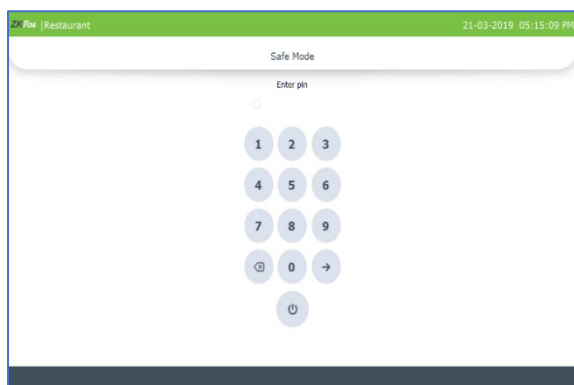 ZKPos |Restaurant 21-03-2019 05:15:09 PM
Safe Mode
Enter pin
1 2 3
4 5 6
7 8 9
0